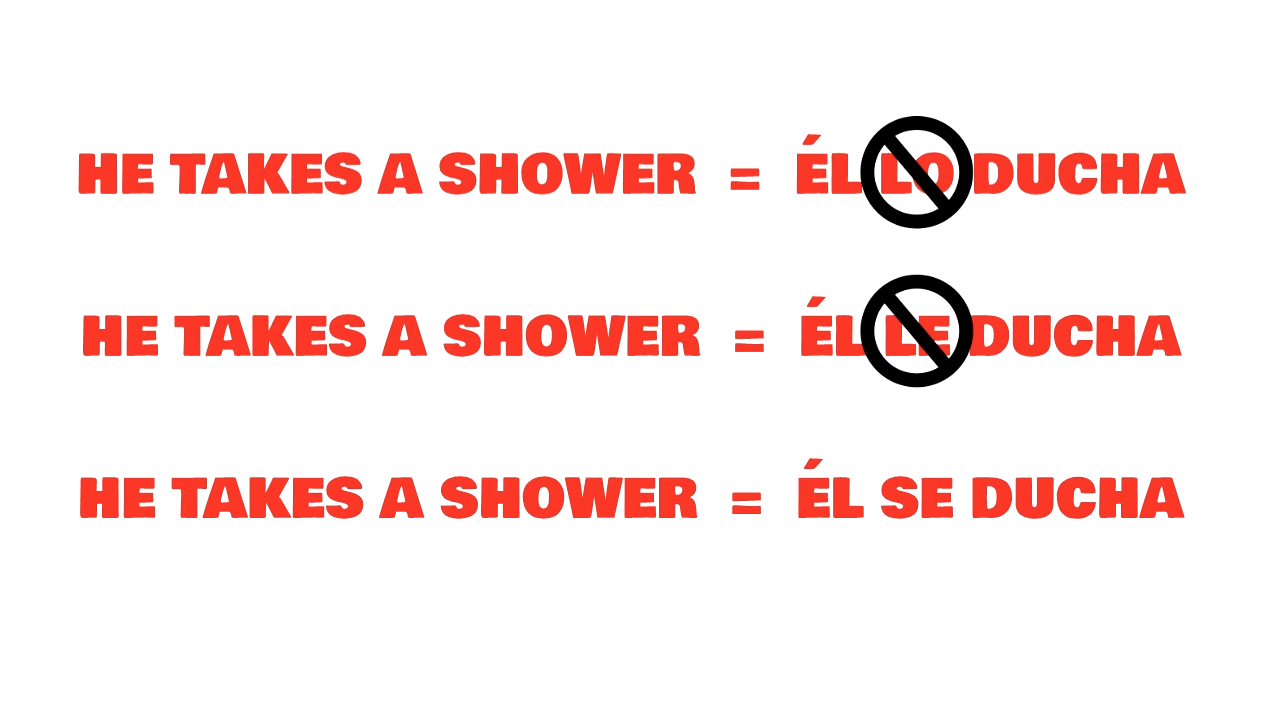 HE TAKES A SHOWER = ÉL LO DUCHA
HE TAKES A SHOWER = ÉL LE DUCHA
HE TAKES A SHOWER = ÉL SE DUCHA